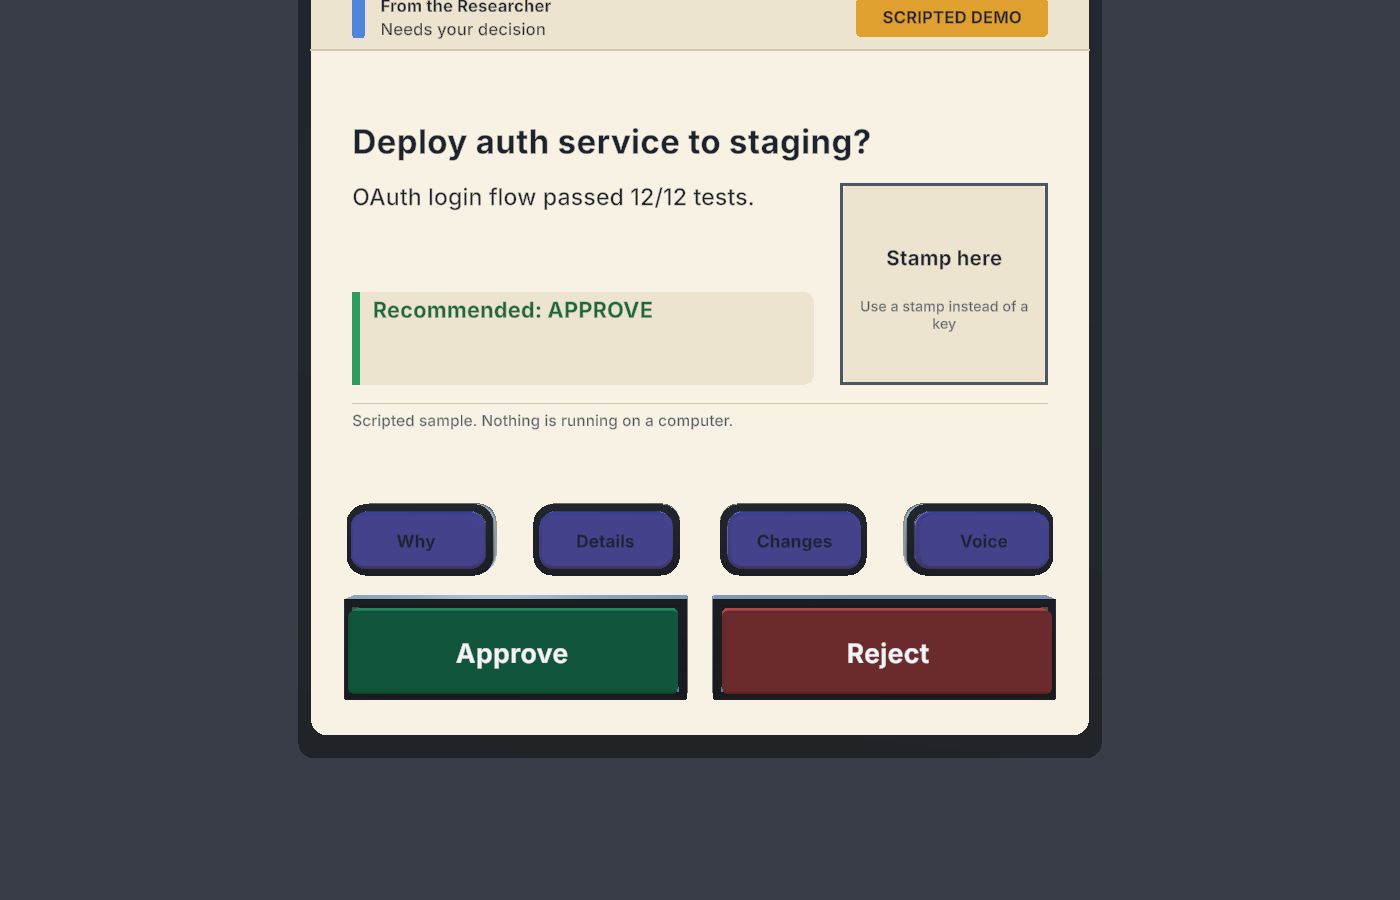 From the Researcher
Needs your decision
SCRIPTED DEMO
Deploy auth service to staging?
OAuth login flow passed 12/12 tests.
Stamp here
Use a stamp instead of a
key
Recommended: APPROVE
Scripted sample. Nothing is running on a computer.
Why
Details
Changes
Voice
Approve
Reject